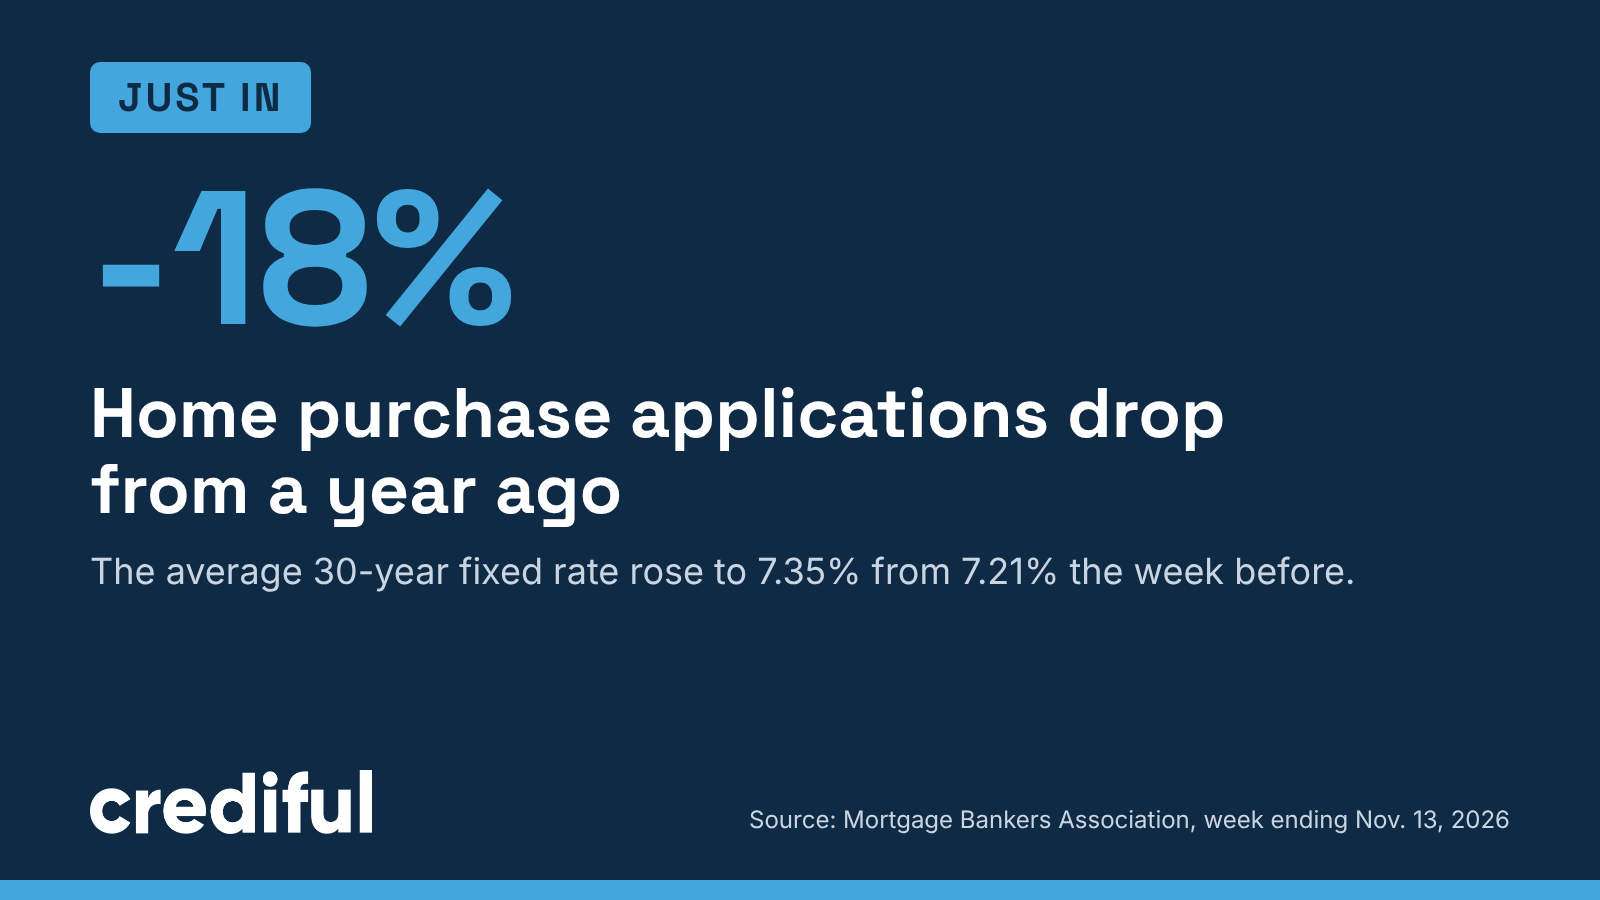 JUST IN
-18%
Home purchase applications drop
from a year ago
The average 30-year fixed rate rose to 7.35% from 7.21% the week before.
crediful
Source: Mortgage Bankers Association, week ending Nov. 13, 2026